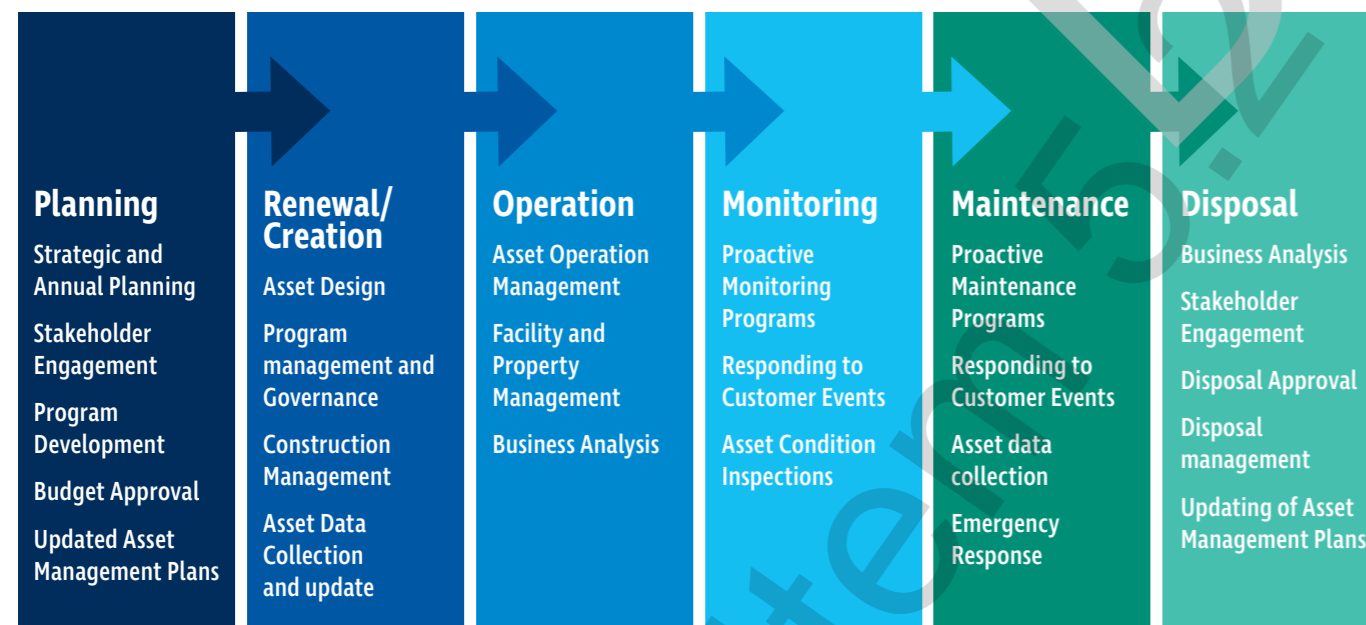 Planning
Strategic and
Annual Planning
Stakeholder
Engagement
Program
Development
Budget Approval
Updated Asset
Management Plans
Renewal/
Creation
Asset Design
Program
management and
Governance
Construction
Management
Asset Data
Collection
and update
Operation
Asset Operation
Management
Facility and
Property
Management
Business Analysis
Monitoring
Proactive
Monitoring
Programs
Responding to
Customer Events
Asset Condition
Inspections
Maintenance
Proactive
Maintenance
Programs
Responding to
Customer Events
Asset data
collection
Emergency
Response
Disposal
Business Analysis
Stakeholder
Engagement
Disposal Approval
Disposal
management
Updating of Asset
Management Plans